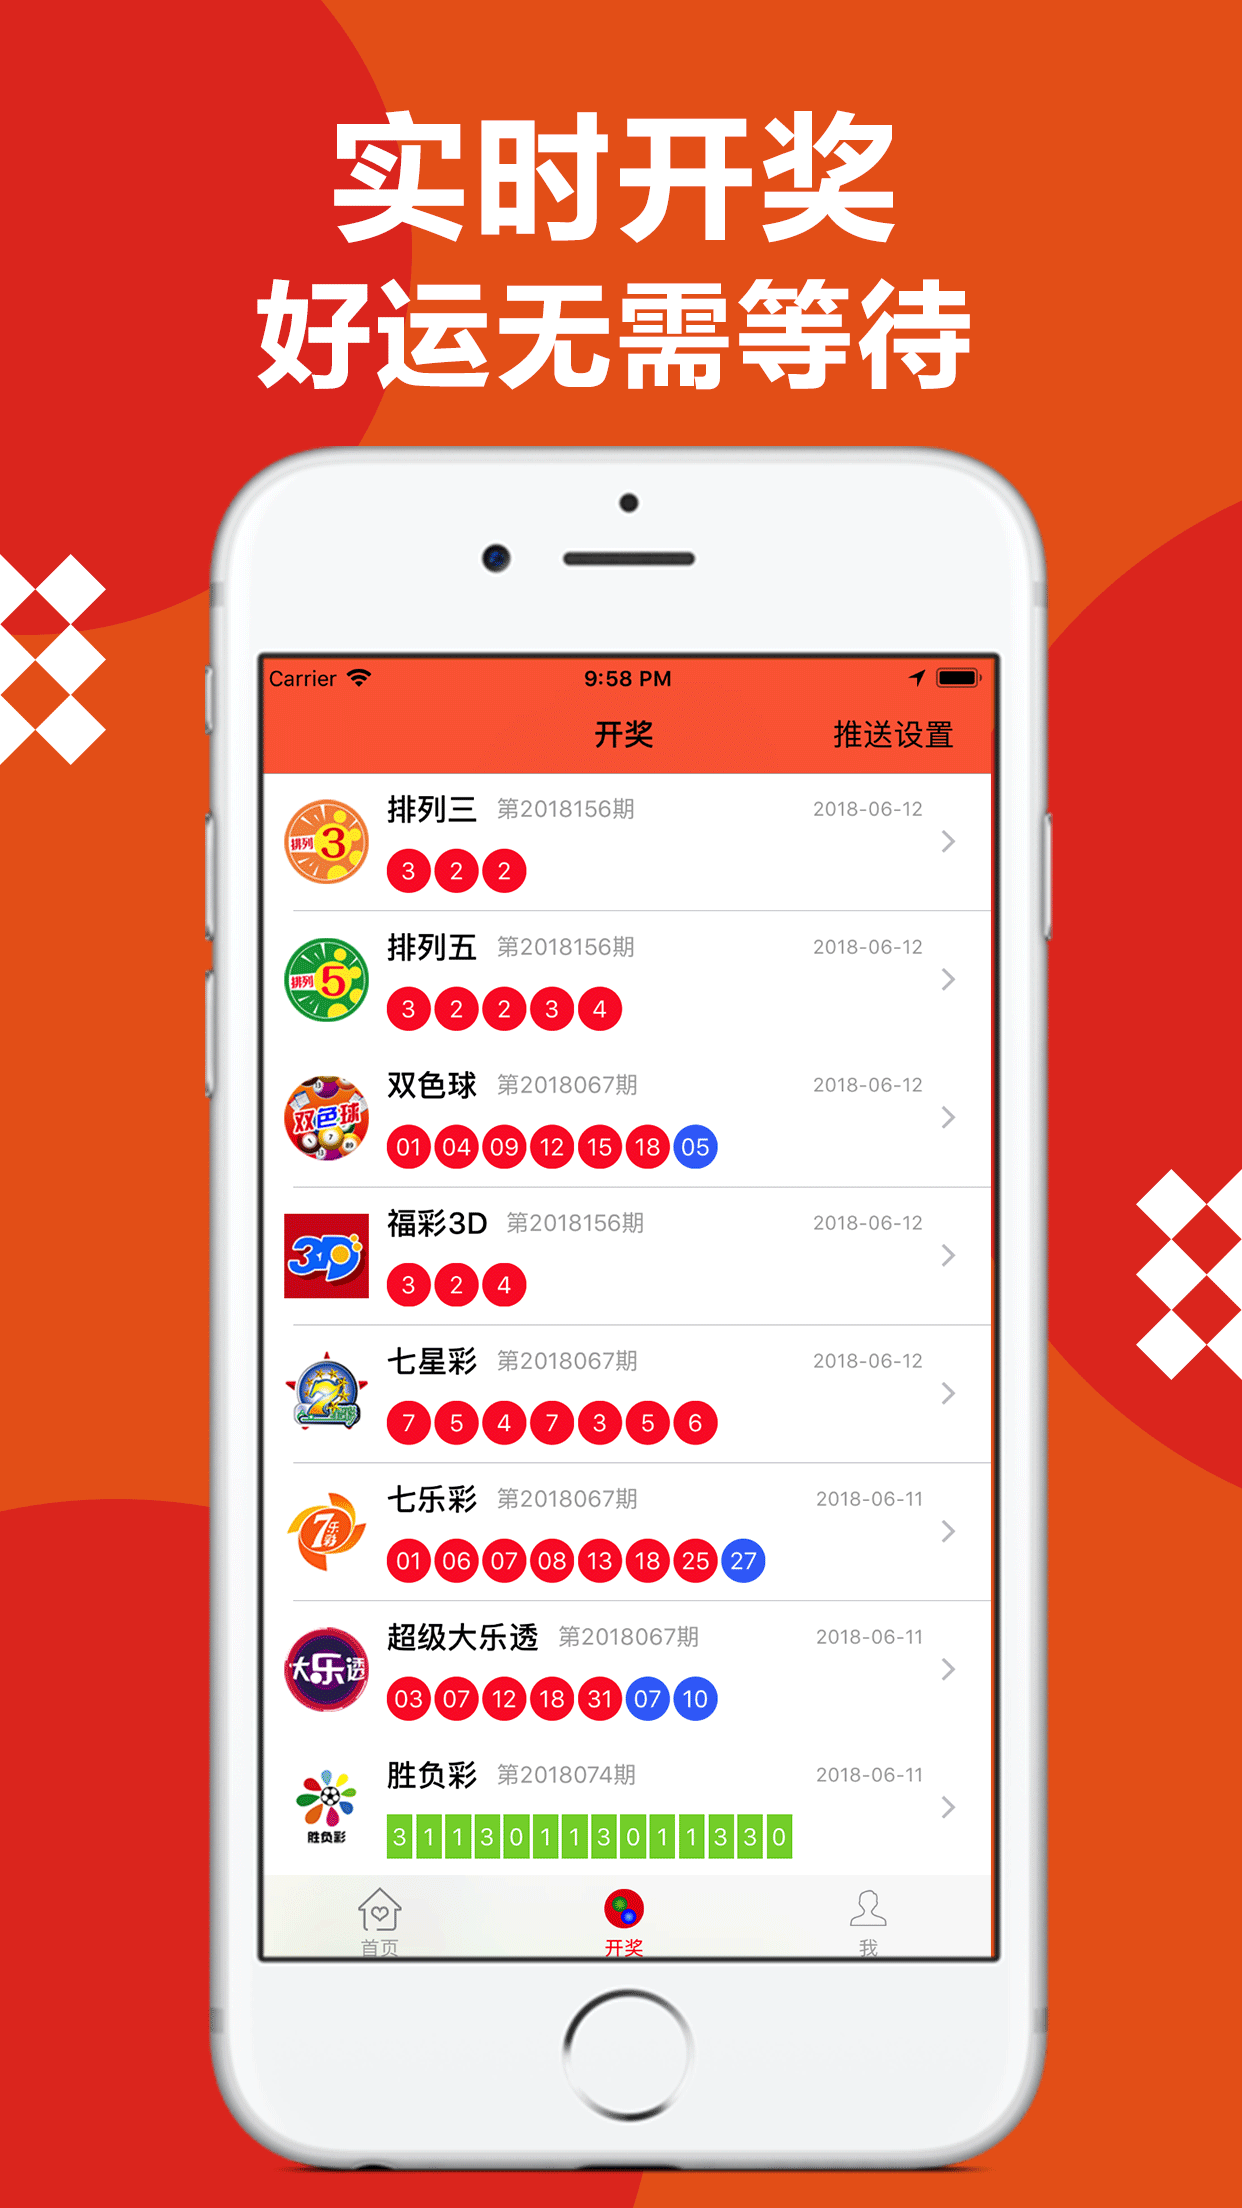 实时开奖
好运无需等待
Carrier 9:58 PM
开奖 推送设置
排列3
排列三 第2018156期 2018-06-12
3 2 2
排列5
排列五 第2018156期 2018-06-12
3 2 2 3 4
双色球
双色球 第2018067期 2018-06-12
01 04 09 12 15 18 05
3D
福彩3D 第2018156期 2018-06-12
3 2 4
7
七星彩 第2018067期 2018-06-12
7 5 4 7 3 5 6
7乐彩
七乐彩 第2018067期 2018-06-11
01 06 07 08 13 18 25 27
大乐透
超级大乐透 第2018067期 2018-06-11
03 07 12 18 31 07 10
胜负彩
胜负彩 第2018074期 2018-06-11
3 1 1 3 0 1 1 3 0 1 1 3 3 0
首页 开奖 我